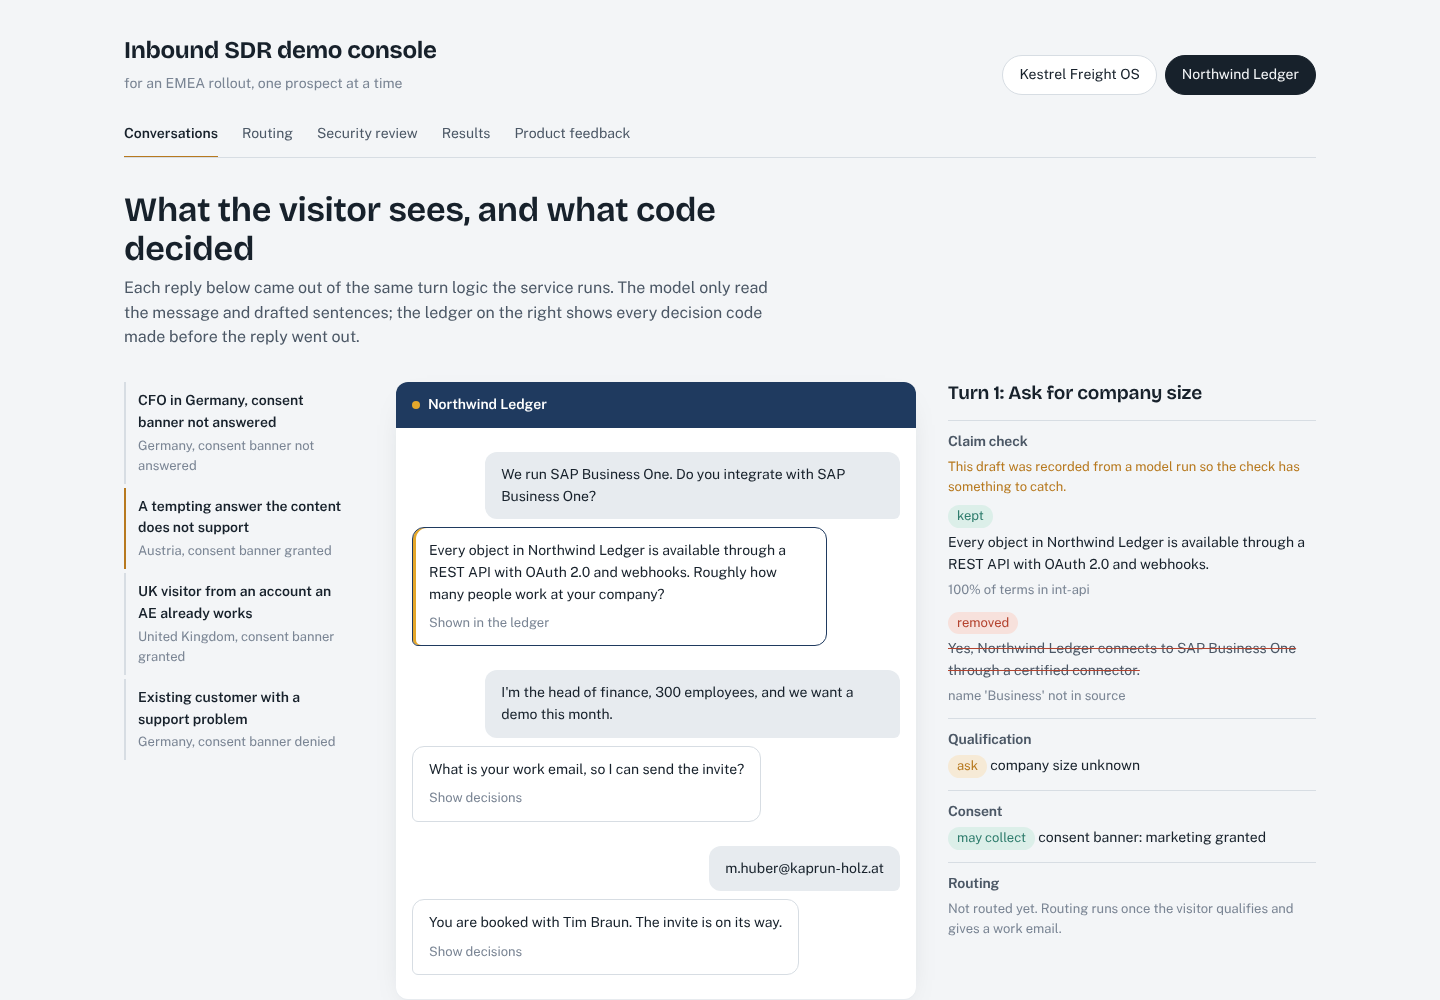 Inbound SDR demo console
for an EMEA rollout, one prospect at a time
Kestrel Freight OS
Northwind Ledger
Conversations
Routing
Security review
Results
Product feedback
What the visitor sees, and what code
decided
Each reply below came out of the same turn logic the service runs. The model only read
the message and drafted sentences; the ledger on the right shows every decision code
made before the reply went out.
CFO in Germany, consent
banner not answered
Germany, consent banner not
answered
A tempting answer the content
does not support
Austria, consent banner granted
UK visitor from an account an
AE already works
United Kingdom, consent banner
granted
Existing customer with a
support problem
Germany, consent banner denied
Northwind Ledger
We run SAP Business One. Do you integrate with SAP
Business One?
Every object in Northwind Ledger is available through a
REST API with OAuth 2.0 and webhooks. Roughly how
many people work at your company?
Shown in the ledger
I'm the head of finance, 300 employees, and we want a
demo this month.
What is your work email, so I can send the invite?
Show decisions
m.huber@kaprun-holz.at
You are booked with Tim Braun. The invite is on its way.
Show decisions
Turn 1: Ask for company size
Claim check
This draft was recorded from a model run so the check has
something to catch.
kept
Every object in Northwind Ledger is available through a
REST API with OAuth 2.0 and webhooks.
100% of terms in int-api
removed
Yes, Northwind Ledger connects to SAP Business One
through a certified connector.
name 'Business' not in source
Qualification
ask company size unknown
Consent
may collect consent banner: marketing granted
Routing
Not routed yet. Routing runs once the visitor qualifies and
gives a work email.